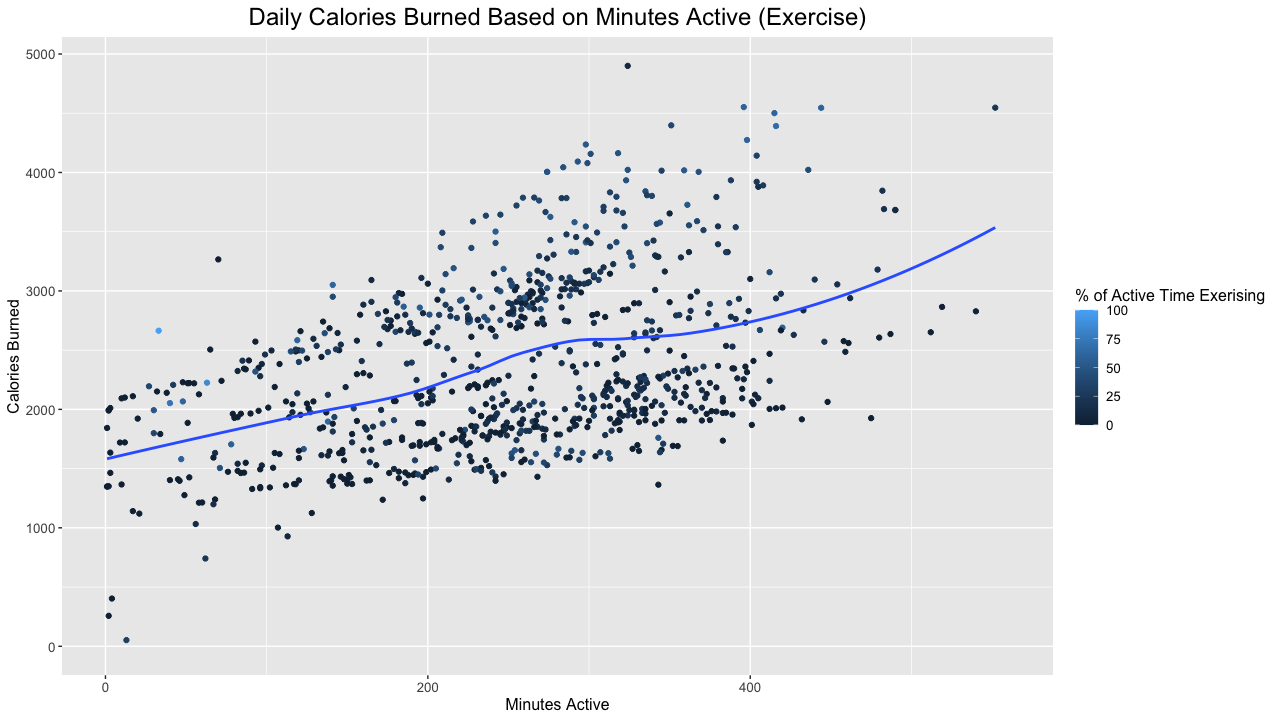 Daily Calories Burned Based on Minutes Active (Exercise)
5000
4000
3000
2000
1000
0
Calories Burned
0 200 400
Minutes Active
% of Active Time Exerising
100
75
50
25
0